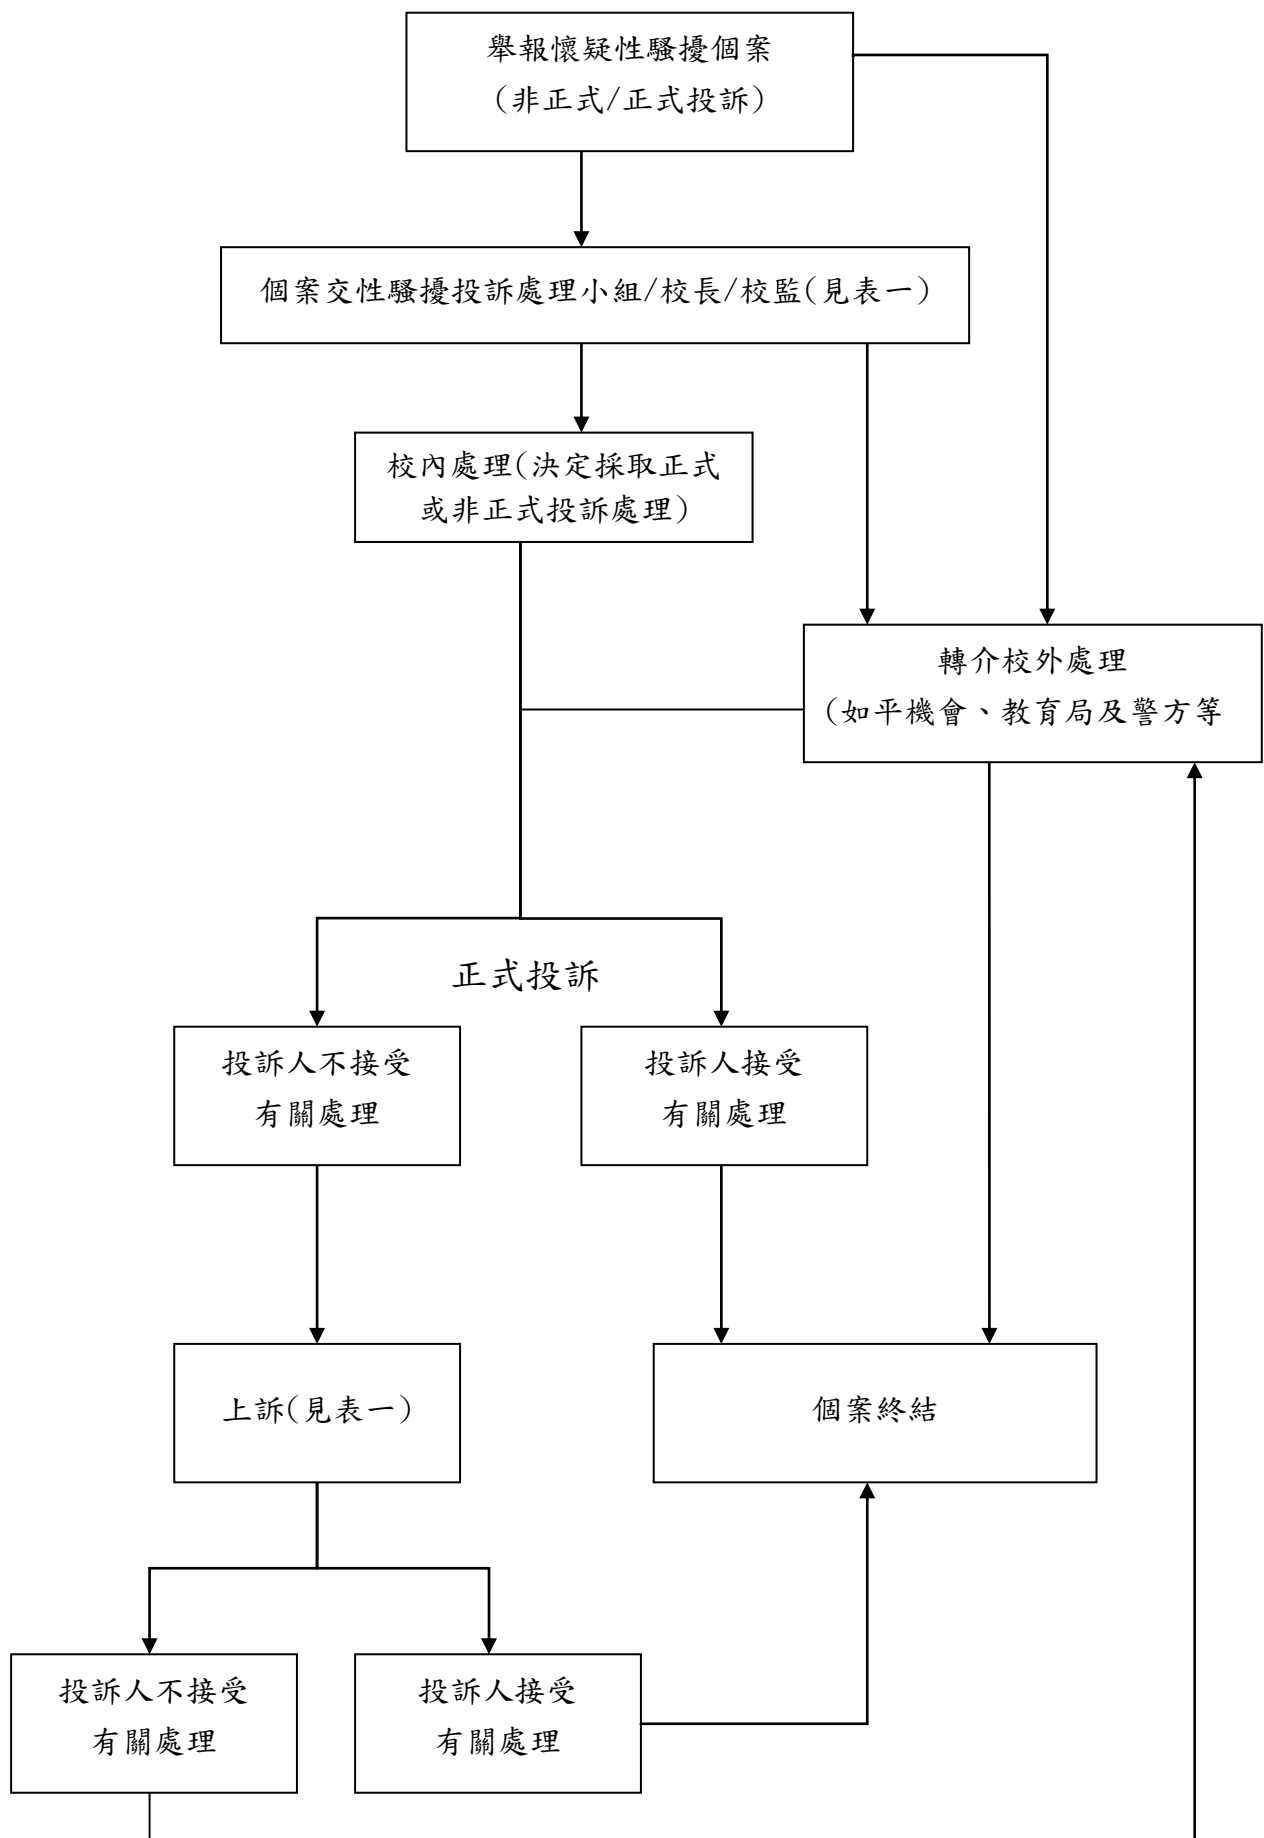 舉報懷疑性騷擾個案
(非正式/正式投訴)
個案交性騷擾投訴處理小組/校長/校監(見表一)
校內處理(決定採取正式
或非正式投訴處理)
轉介校外處理
(如平機會、教育局及警方等
正式投訴
投訴人不接受
有關處理
投訴人接受
有關處理
上訴(見表一)
個案終結
投訴人不接受
有關處理
投訴人接受
有關處理